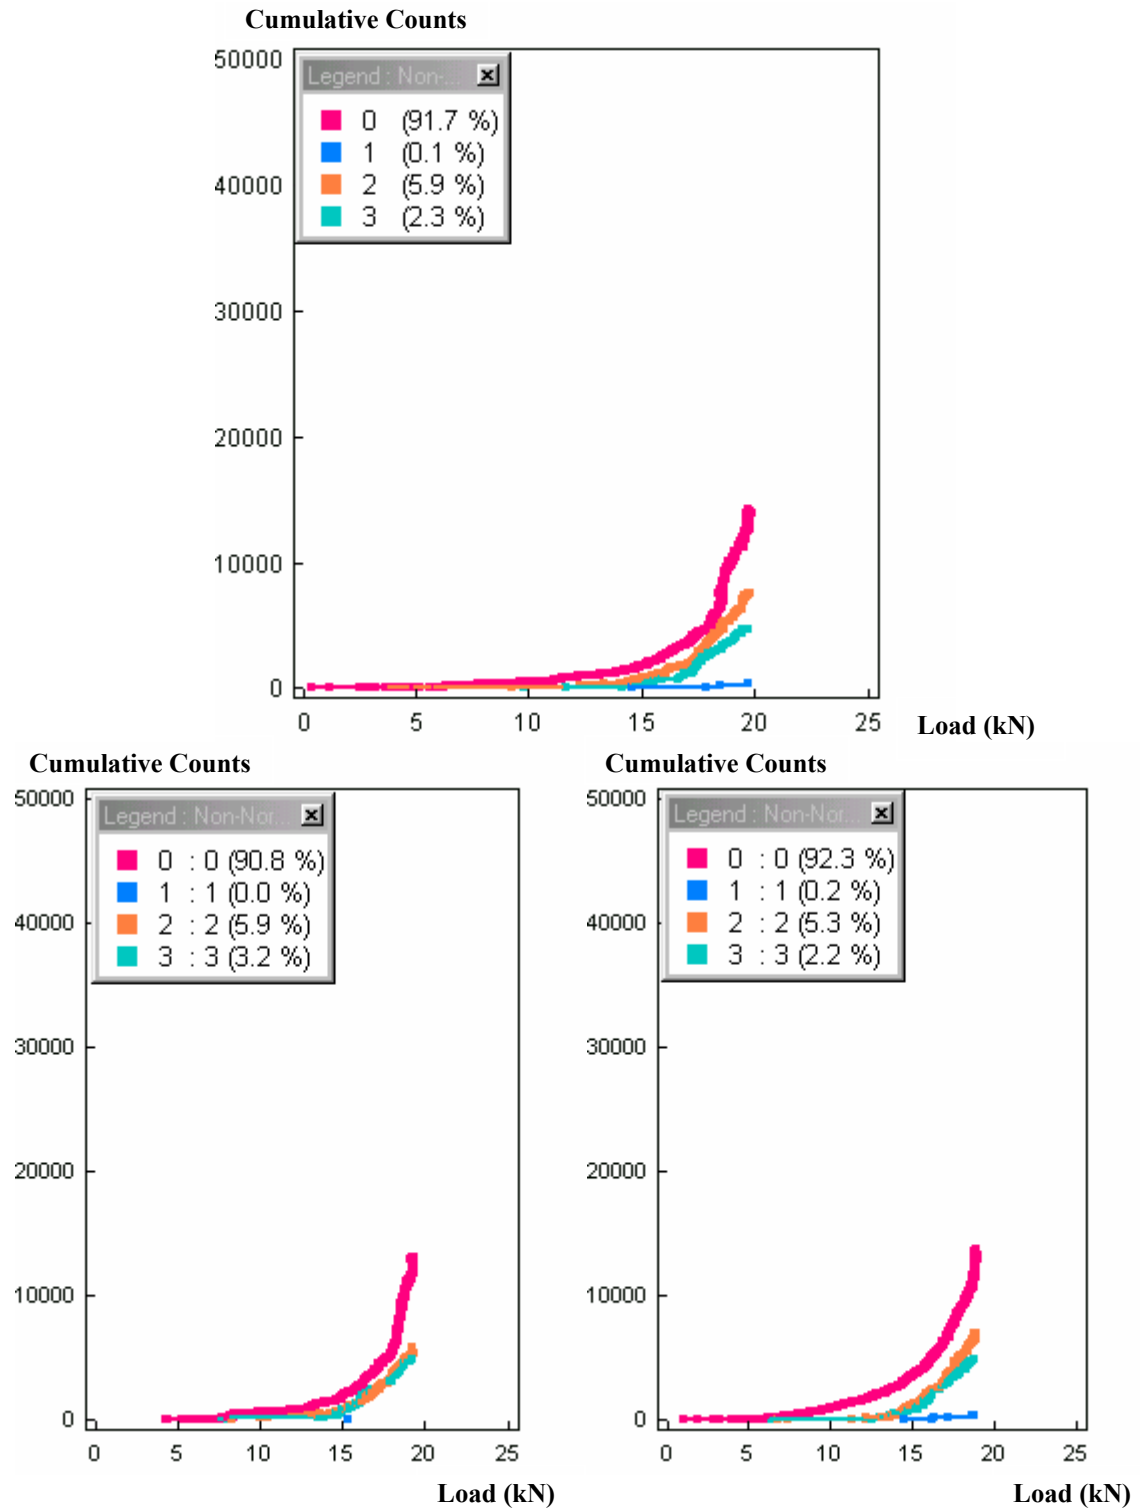 Cumulative Counts
50000
Legend : Non-...
0 (91.7 %)
1 (0.1 %)
2 (5.9 %)
3 (2.3 %)
40000
30000
20000
10000
0
0 5 10 15 20 25 Load (kN)
Cumulative Counts
50000
Legend : Non-Nor...
0 : 0 (90.8 %)
1 : 1 (0.0 %)
2 : 2 (5.9 %)
3 : 3 (3.2 %)
40000
30000
20000
10000
0
0 5 10 15 20 25
Load (kN)
Cumulative Counts
50000
Legend : Non-Nor...
0 : 0 (92.3 %)
1 : 1 (0.2 %)
2 : 2 (5.3 %)
3 : 3 (2.2 %)
40000
30000
20000
10000
0
0 5 10 15 20 25
Load (kN)